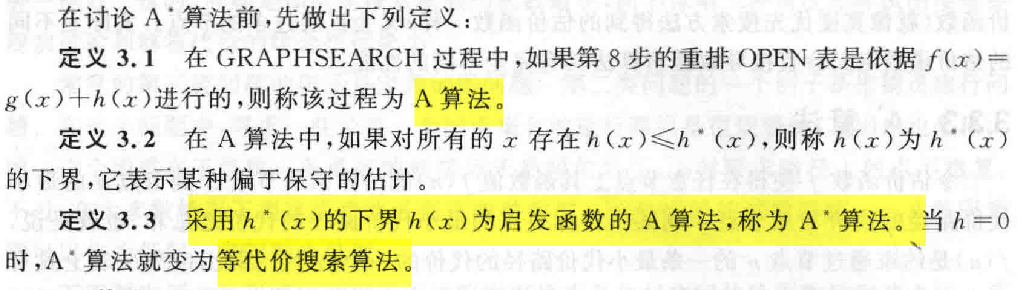 在讨论 A*算法前,先做出下列定义:
定义 3.1 在 GRAPHSEARCH 过程中,如果第 8 步的重排 OPEN 表是依据 f(x)=
g(x)+h(x)进行的,则称该过程为 A 算法。
定义 3.2 在 A 算法中,如果对所有的 x 存在 h(x)≤h*(x),则称 h(x)为 h*(x)
的下界,它表示某种偏于保守的估计。
定义 3.3 采用 h*(x)的下界 h(x)为启发函数的 A 算法,称为 A*算法。当 h=0
时,A*算法就变为等代价搜索算法。